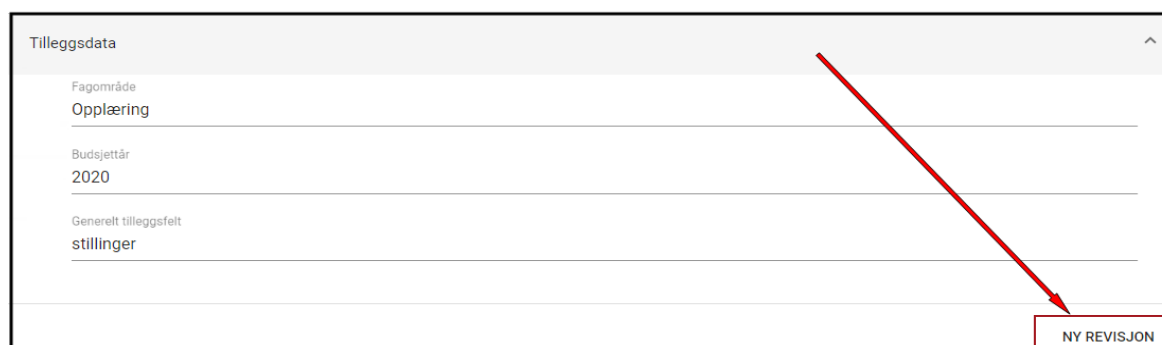 Tilleggsdata
Fagområde
Opplæring
Budsjettår
2020
Generelt tilleggsfelt
stillinger
NY REVISJON